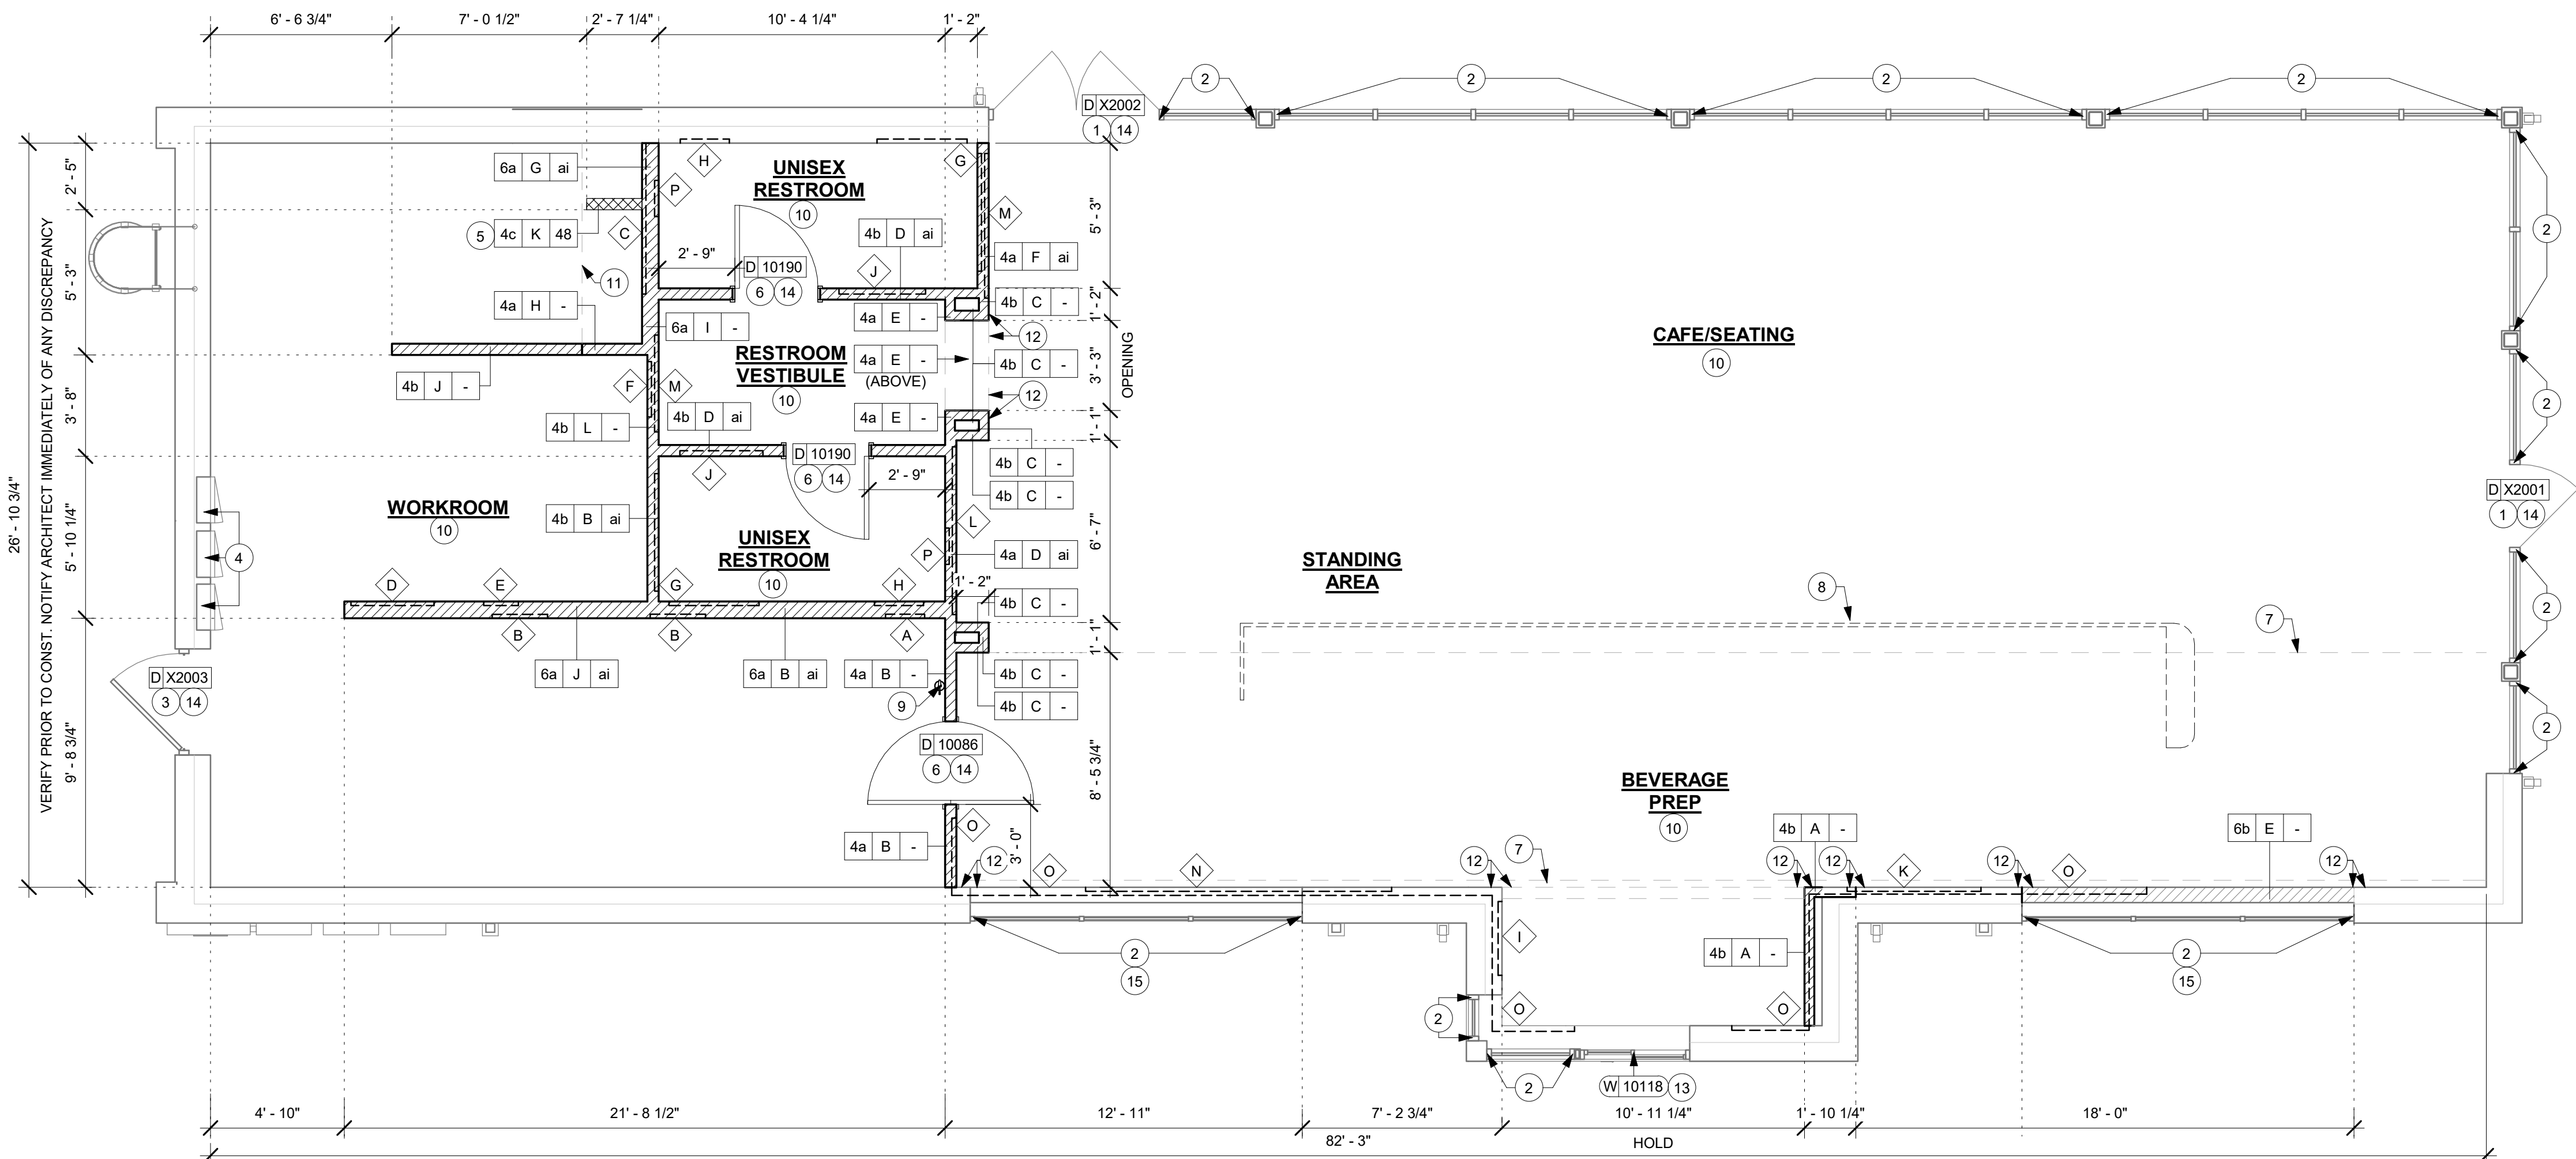 6' - 6 3/4" 7' - 0 1/2" 2' - 7 1/4" 10' - 4 1/4" 1' - 2"
2 2 2 2
D X2002
1 14
6a G ai
H
UNISEX
RESTROOM
10
G
P
M
2' - 5"
5 4c K 48
C
4b D ai
5' - 3"
2
2' - 9"
D 10190
6 14
J
4a F ai
11
5' - 3"
4a H -
6a I -
4a E -
4b C -
1' - 2"
12
RESTROOM
VESTIBULE
10
4a E -
(ABOVE)
4b C -
3' - 3"
OPENING
CAFE/SEATING
10
4b J -
F
M
12
2
3' - 8"
4b D ai
4a E -
4b L -
1' - 1"
D 10190
6 14
4b C -
J
2' - 9"
4b C -
D X2001
1 14
WORKROOM
10
4b B ai
L
26' - 10 3/4"
VERIFY PRIOR TO CONST. NOTIFY ARCHITECT IMMEDIATELY OF ANY DISCREPANCY
5' - 10 1/4"
4
UNISEX
RESTROOM
10
P
4a D ai
6' - 7"
STANDING
AREA
D E G H
1' - 2"
4b C -
8
2
7
B B A
1' - 1"
D X2003
3 14
6a J ai
6a B ai
4a B -
4b C -
9
4b C -
2
9' - 8 3/4"
D 10086
6 14
8' - 5 3/4"
BEVERAGE
PREP
10
4a B -
O
3' - 0"
4b A -
6b E -
12 O N 12 7 12 12 K 12 O 12
I
2
15
4b A -
2
15
O O
2
2
W 10118 13
4' - 10" 21' - 8 1/2" 12' - 11" 7' - 2 3/4" 10' - 11 1/4" 1' - 10 1/4" 18' - 0"
82' - 3" HOLD